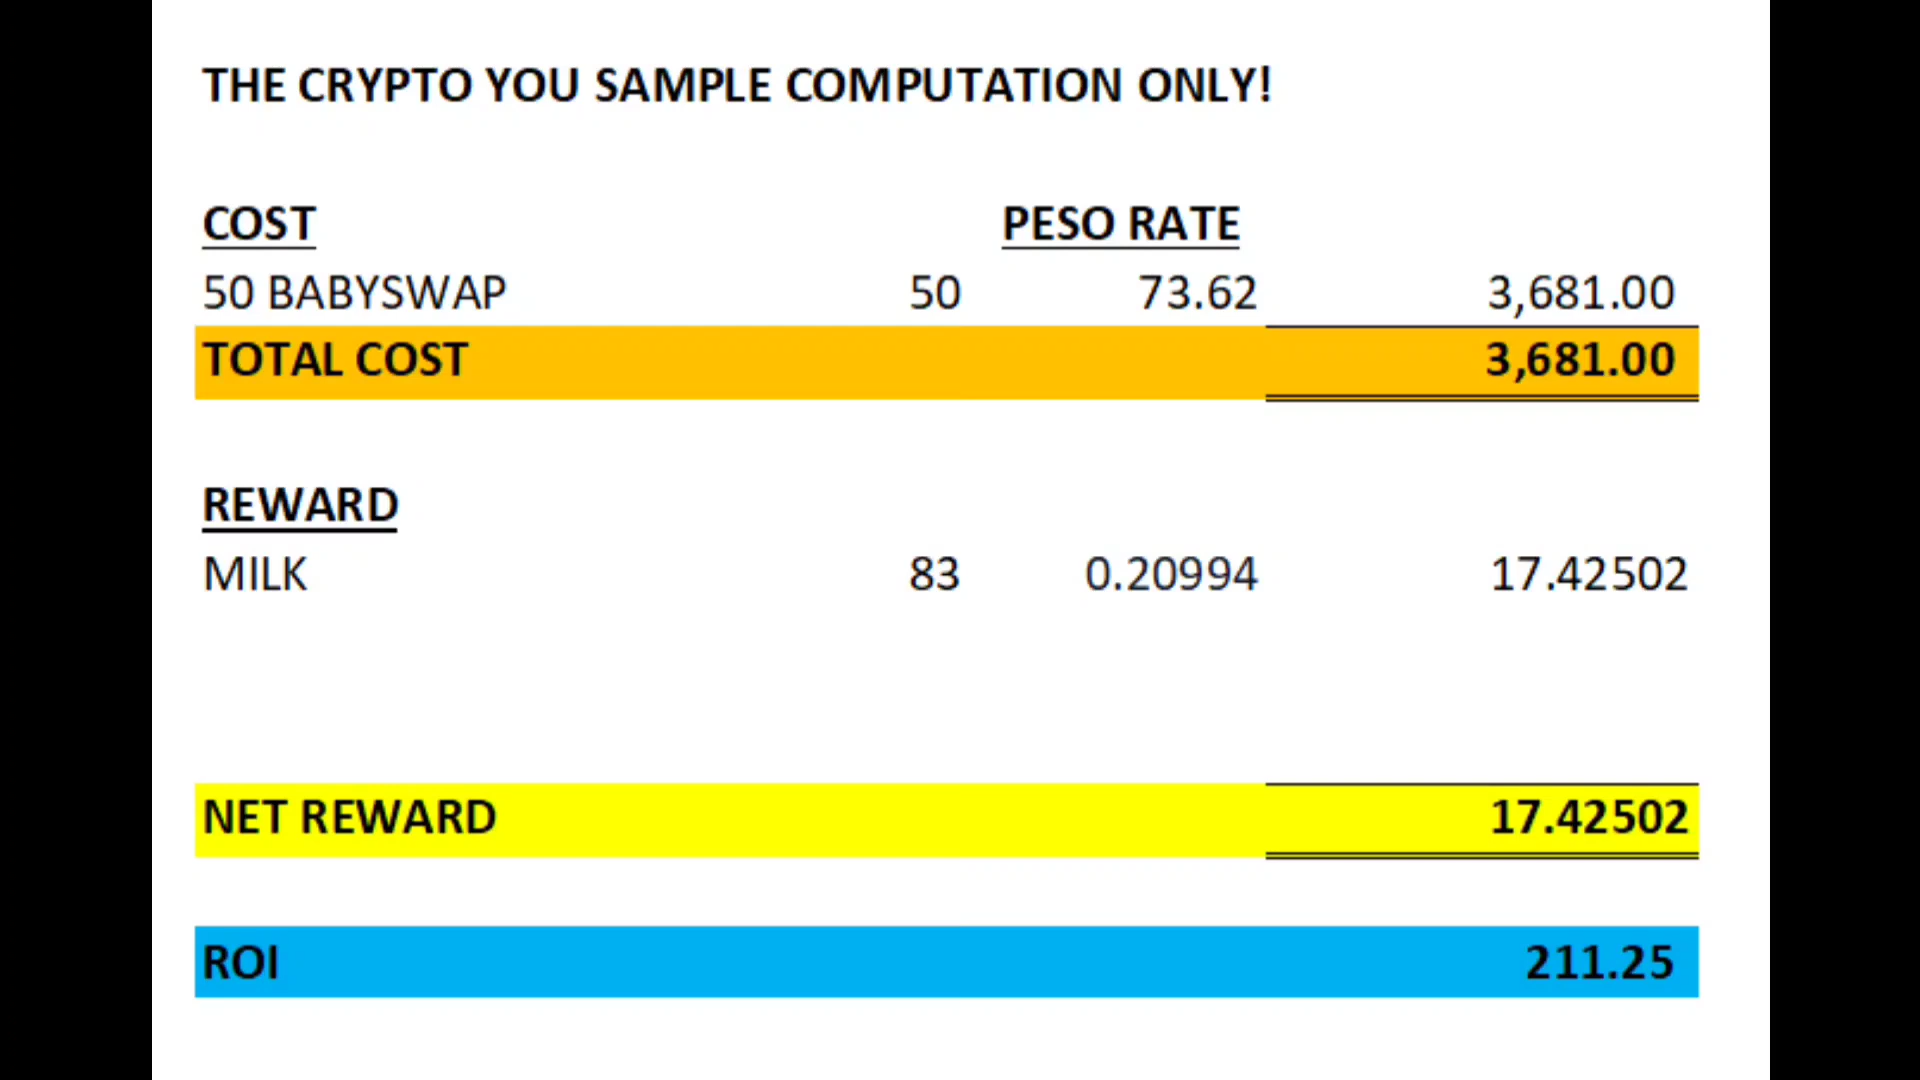 THE CRYPTO YOU SAMPLE COMPUTATION ONLY!
COST PESO RATE
50 BABYSWAP 50 73.62 3,681.00
TOTAL COST 3,681.00
REWARD
MILK 83 0.20994 17.42502
NET REWARD 17.42502
ROI 211.25